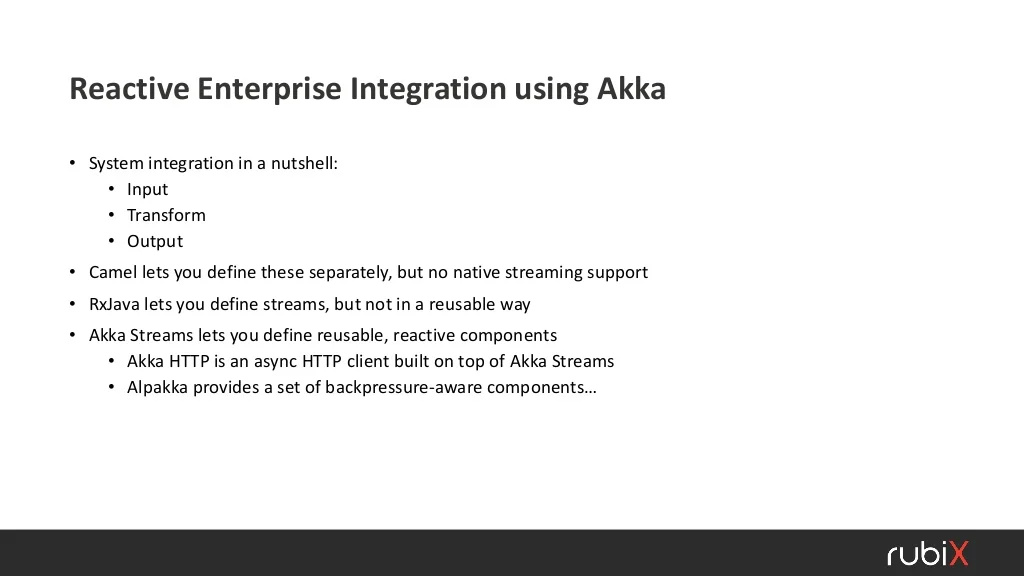 Reactive Enterprise Integration using Akka
• System integration in a nutshell:
• Input
• Transform
• Output
• Camel lets you define these separately, but no native streaming support
• RxJava lets you define streams, but not in a reusable way
• Akka Streams lets you define reusable, reactive components
• Akka HTTP is an async HTTP client built on top of Akka Streams
• Alpakka provides a set of backpressure-aware components…
rubiX